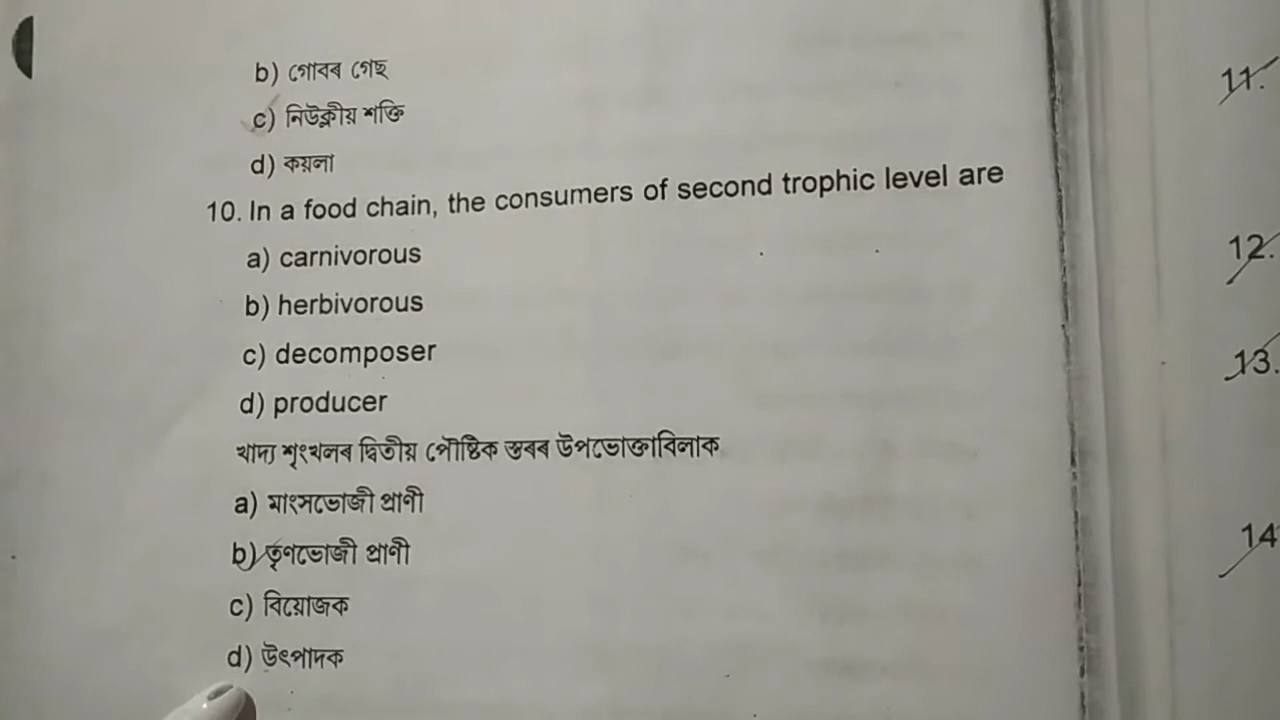 b) গোবৰ গেছ
c) নিউক্লীয় শক্তি
d) কয়লা
10. In a food chain, the consumers of second trophic level are
a) carnivorous
b) herbivorous
c) decomposer
d) producer
খাদ্য শৃংখলৰ দ্বিতীয় পৌষ্টিক স্তৰৰ উপভোক্তাবিলাক
a) মাংসভোজী প্ৰাণী
b) তৃণভোজী প্ৰাণী
c) বিয়োজক
d) উৎপাদক
11.
12.
13.
14